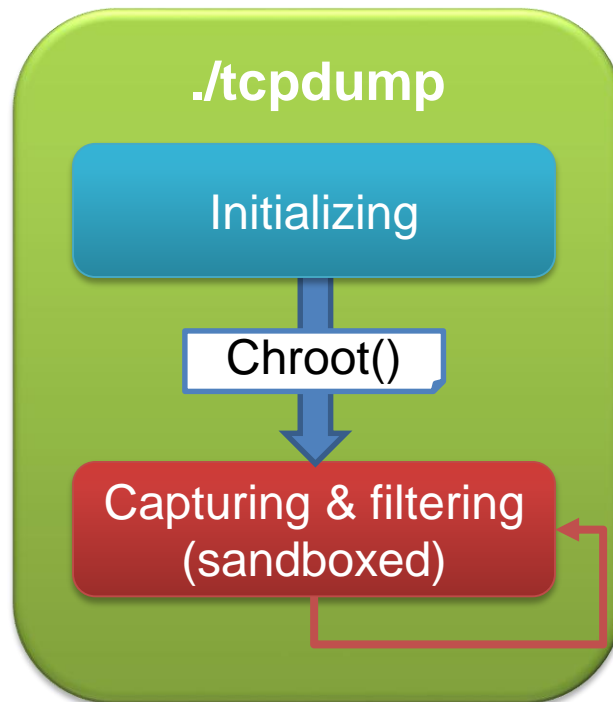 ./tcpdump
Initializing
Chroot()
Capturing & filtering
(sandboxed)